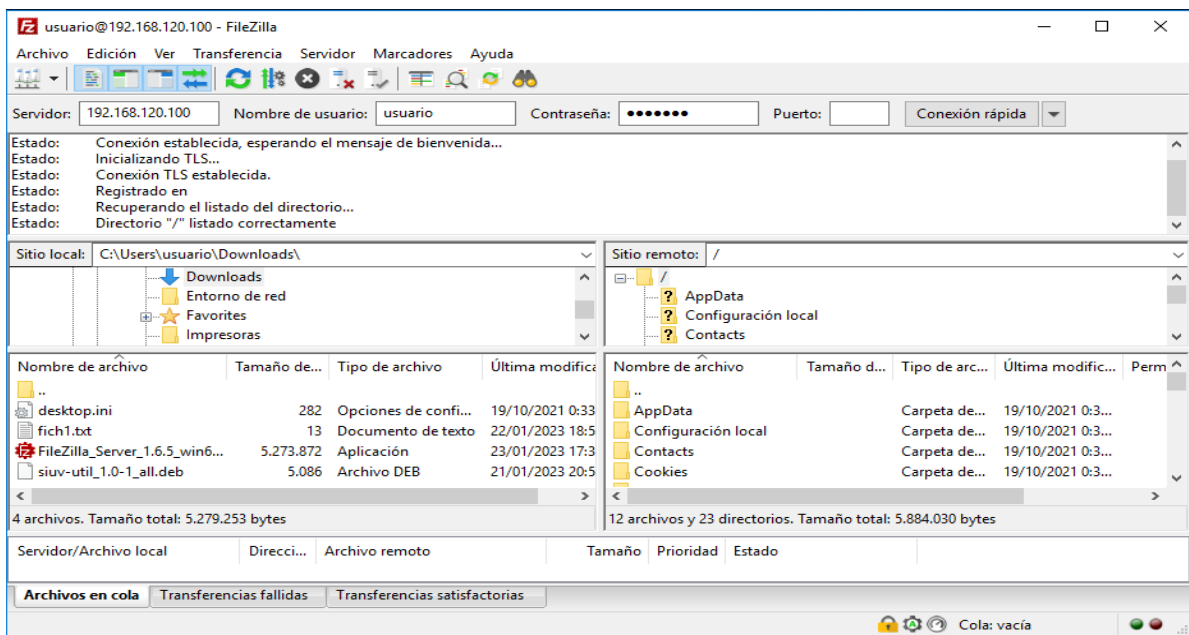 usuario@192.168.120.100 - FileZilla
Archivo Edición Ver Transferencia Servidor Marcadores Ayuda
Servidor: 192.168.120.100 Nombre de usuario: usuario Contraseña: ●●●●●●● Puerto: Conexión rápida
Estado: Conexión establecida, esperando el mensaje de bienvenida...
Estado: Inicializando TLS...
Estado: Conexión TLS establecida.
Estado: Registrado en
Estado: Recuperando el listado del directorio...
Estado: Directorio "/" listado correctamente
Sitio local: C:\Users\usuario\Downloads\
Downloads
Entorno de red
Favorites
Impresoras
Sitio remoto: /
/
AppData
Configuración local
Contacts
Nombre de archivo Tamaño de... Tipo de archivo Última modifica
..
desktop.ini 282 Opciones de confi... 19/10/2021 0:33
fich1.txt 13 Documento de texto 22/01/2023 18:5
FileZilla_Server_1.6.5_win6... 5.273.872 Aplicación 23/01/2023 17:3
siuv-util_1.0-1_all.deb 5.086 Archivo DEB 21/01/2023 20:5
4 archivos. Tamaño total: 5.279.253 bytes
Nombre de archivo Tamaño d... Tipo de arc... Última modific... Perm
..
AppData Carpeta de... 19/10/2021 0:3...
Configuración local Carpeta de... 19/10/2021 0:3...
Contacts Carpeta de... 19/10/2021 0:3...
Cookies Carpeta de... 19/10/2021 0:3...
12 archivos y 23 directorios. Tamaño total: 5.884.030 bytes
Servidor/Archivo local Direcci... Archivo remoto Tamaño Prioridad Estado
Archivos en cola Transferencias fallidas Transferencias satisfactorias
Cola: vacía